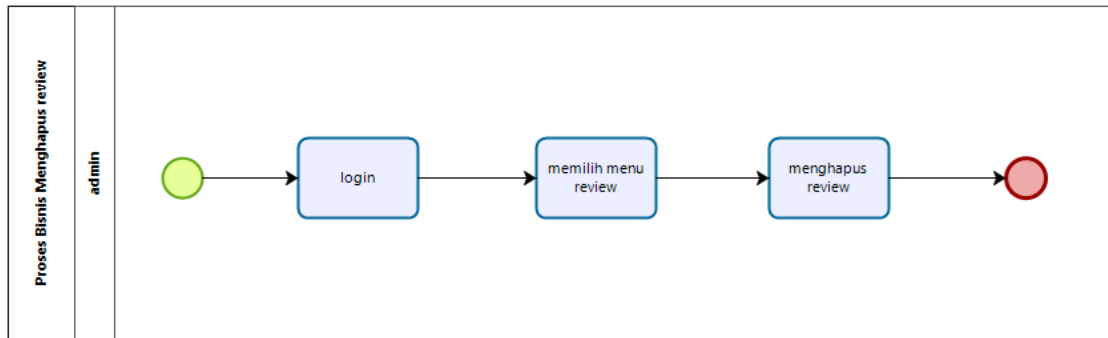 Proses Bisnis Menghapus review
admin
login
memilih menu
review
menghapus
review